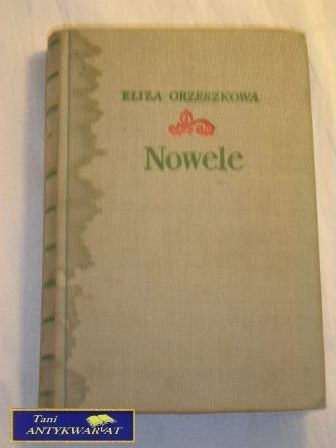 ELIZA ORZESZKOWA
Nowele
Tani
ANTYKWARIAT